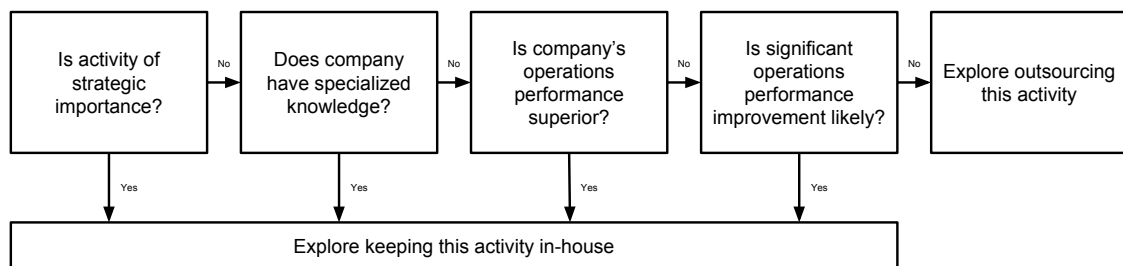 Is activity of
strategic
importance?
No
Does company
have specialized
knowledge?
No
Is company’s
operations
performance
superior?
No
Is significant
operations
performance
improvement likely?
No
Explore outsourcing
this activity
Yes
Yes
Yes
Yes
Explore keeping this activity in-house